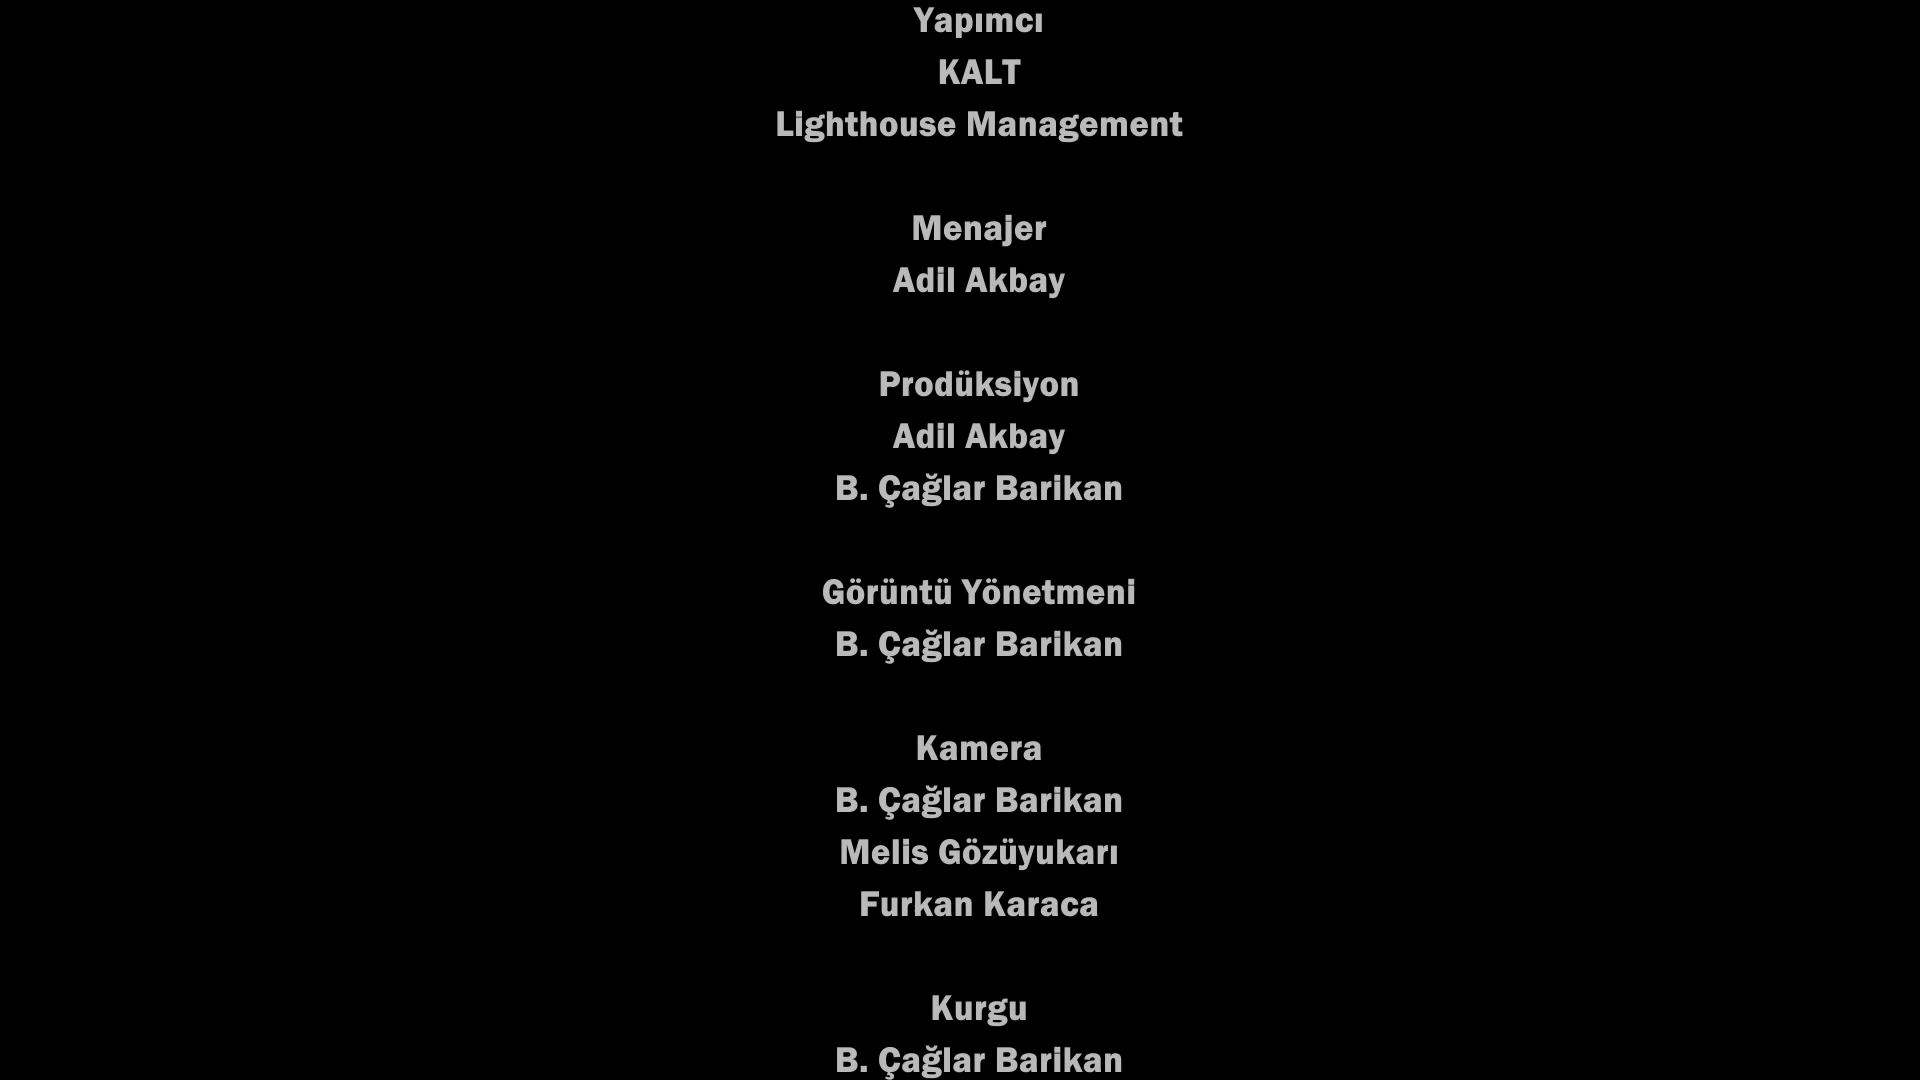 Yapımcı
KALT
Lighthouse Management
Menajer
Adil Akbay
Prodüksiyon
Adil Akbay
B. Çağlar Barikan
Görüntü Yönetmeni
B. Çağlar Barikan
Kamera
B. Çağlar Barikan
Melis Gözüyukarı
Furkan Karaca
Kurgu
B. Çağlar Barikan